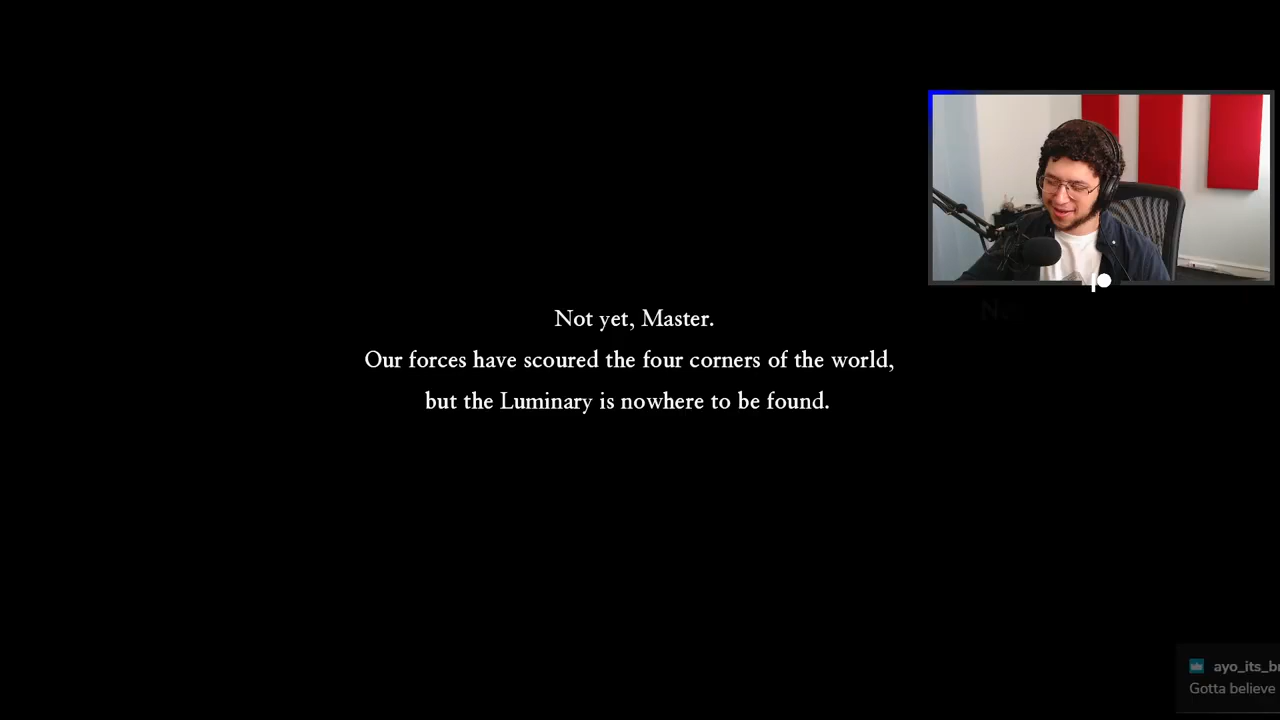 Not yet, Master.
Our forces have scoured the four corners of the world,
but the Luminary is nowhere to be found.
ayo_its_b
Gotta believe